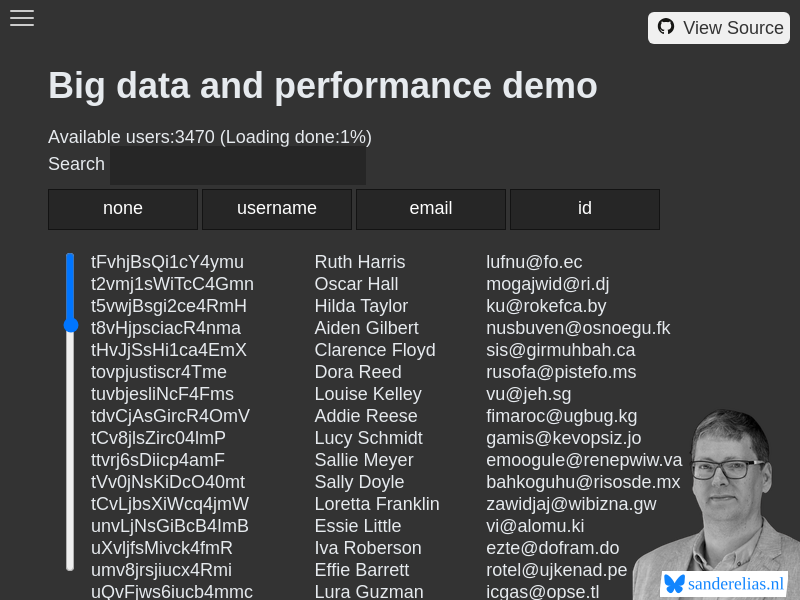 View Source
Big data and performance demo
Available users:3470 (Loading done:1%)
Search
none username email id
tFvhjBsQi1cY4ymu Ruth Harris lufnu@fo.ec
t2vmj1sWiTcC4Gmn Oscar Hall mogajwid@ri.dj
t5vwjBsgi2ce4RmH Hilda Taylor ku@rokefca.by
t8vHjpsciacR4nma Aiden Gilbert nusbuven@osnoegu.fk
tHvJjSsHi1ca4EmX Clarence Floyd sis@girmuhbah.ca
tovpjustiscr4Tme Dora Reed rusofa@pistefo.ms
tuvbjesliNcF4Fms Louise Kelley vu@jeh.sg
tdvCjAsGircR4OmV Addie Reese fimaroc@ugbug.kg
tCv8jlsZirc04lmP Lucy Schmidt gamis@kevopsiz.jo
ttvrj6sDiicp4amF Sallie Meyer emoogule@renepwiw.va
tVv0jNsKiDcO40mt Sally Doyle bahkoguhu@risosde.mx
tCvLjbsXiWcq4jmW Loretta Franklin zawidjaj@wibizna.gw
unvLjNsGiBcB4ImB Essie Little vi@alomu.ki
uXvljfsMivck4fmR Iva Roberson ezte@dofram.do
umv8jrsjiucx4Rmi Effie Barrett rotel@ujkenad.pe
uQvFjws6iucb4mmc Lura Guzman icgas@opse.tl
sanderelias.nl